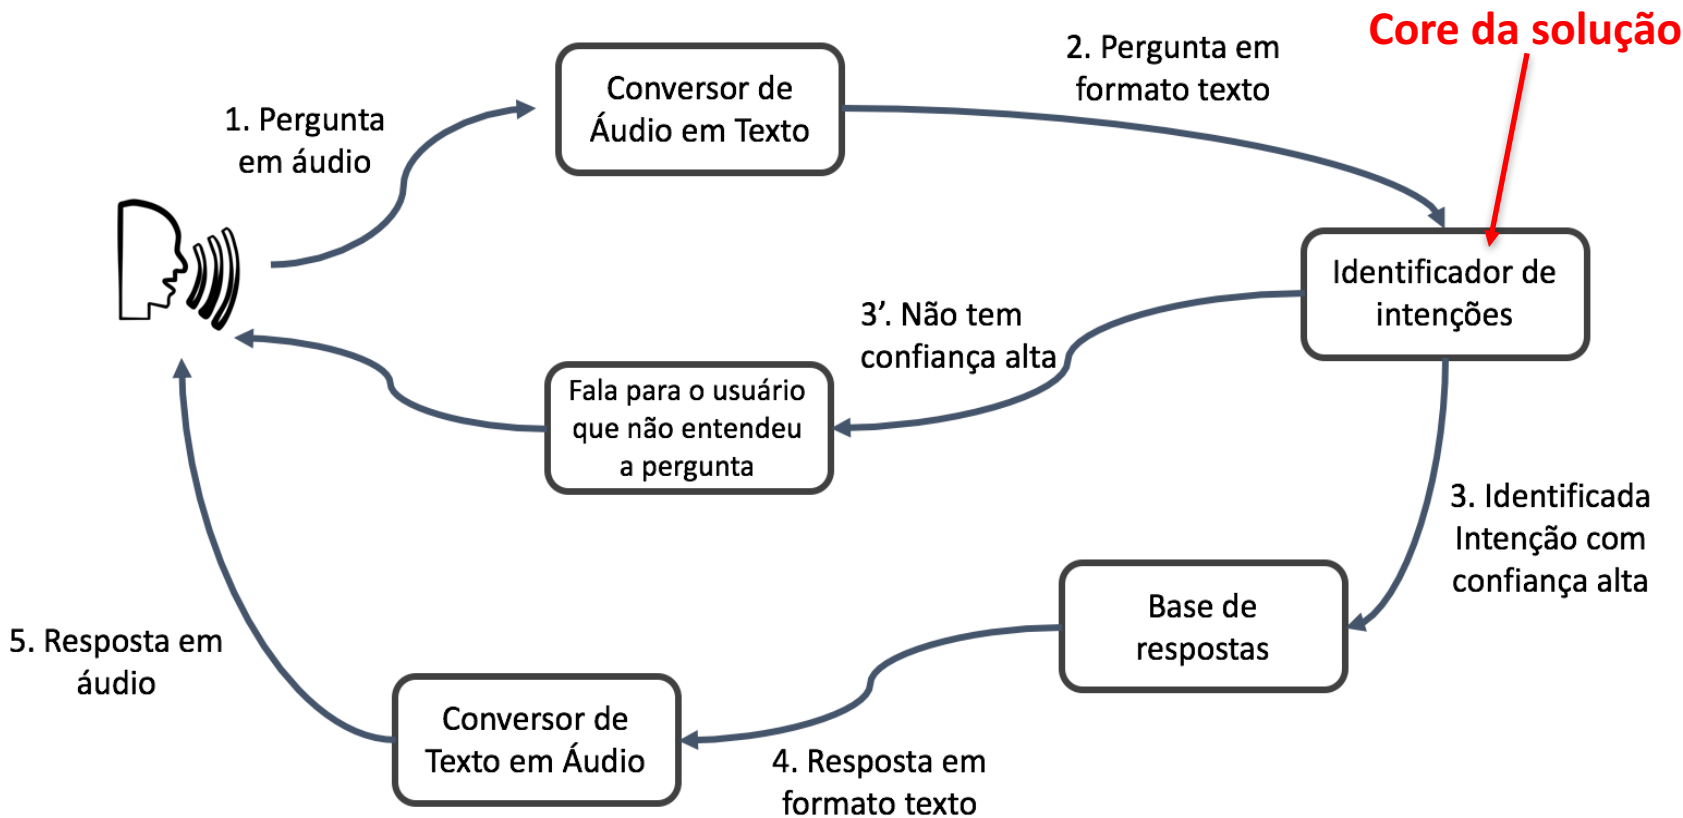 Core da solução
1. Pergunta
em áudio
Conversor de
Áudio em Texto
2. Pergunta em
formato texto
Identificador de
intenções
3’. Não tem
confiança alta
Fala para o usuário
que não entendeu
a pergunta
3. Identificada
Intenção com
confiança alta
Base de
respostas
4. Resposta em
formato texto
Conversor de
Texto em Áudio
5. Resposta em
áudio